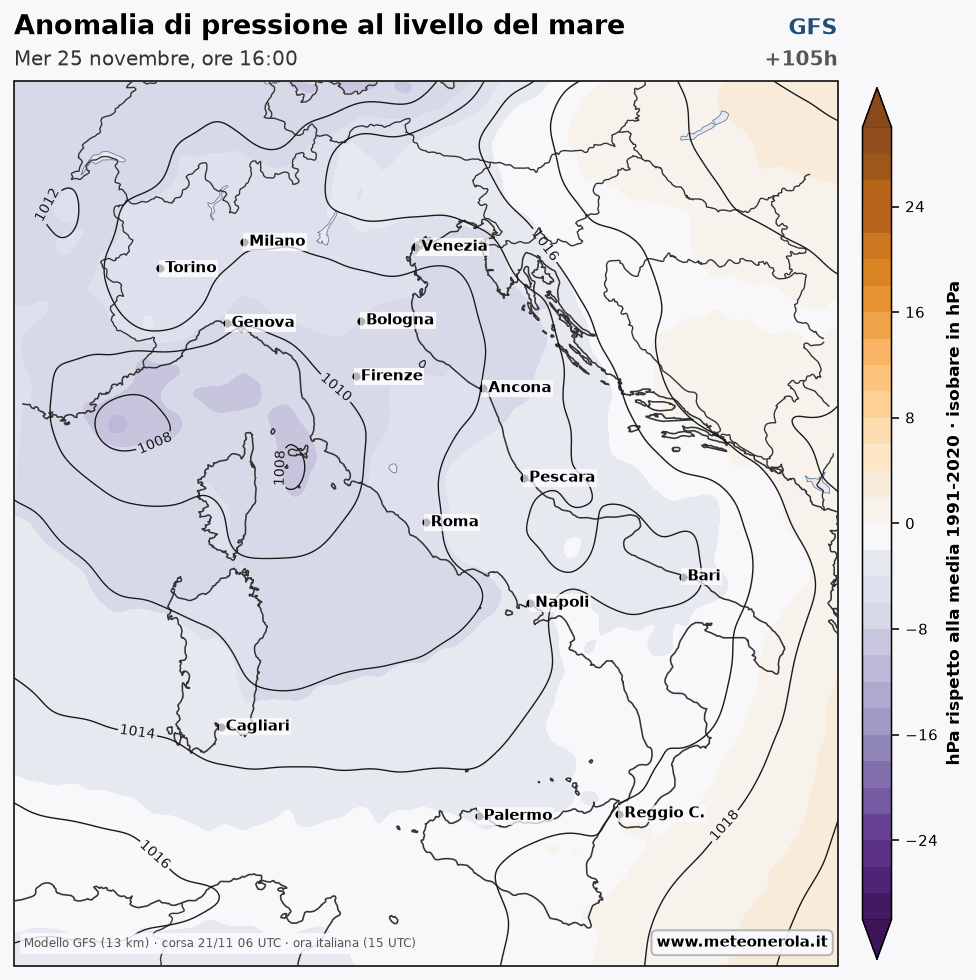 Anomalia di pressione al livello del mare
GFS
Mer 25 novembre, ore 16:00
+105h
1012
Milano
Venezia
1016
Torino
Genova
Bologna
Firenze
1010
Ancona
1008
1008
Pescara
Roma
Bari
Napoli
Cagliari
1014
Palermo
Reggio C.
1018
1016
Modello GFS (13 km) · corsa 21/11 06 UTC · ora italiana (15 UTC)
www.meteonerola.it
24
16
8
0
−8
−16
−24
hPa rispetto alla media 1991-2020 · isobare in hPa